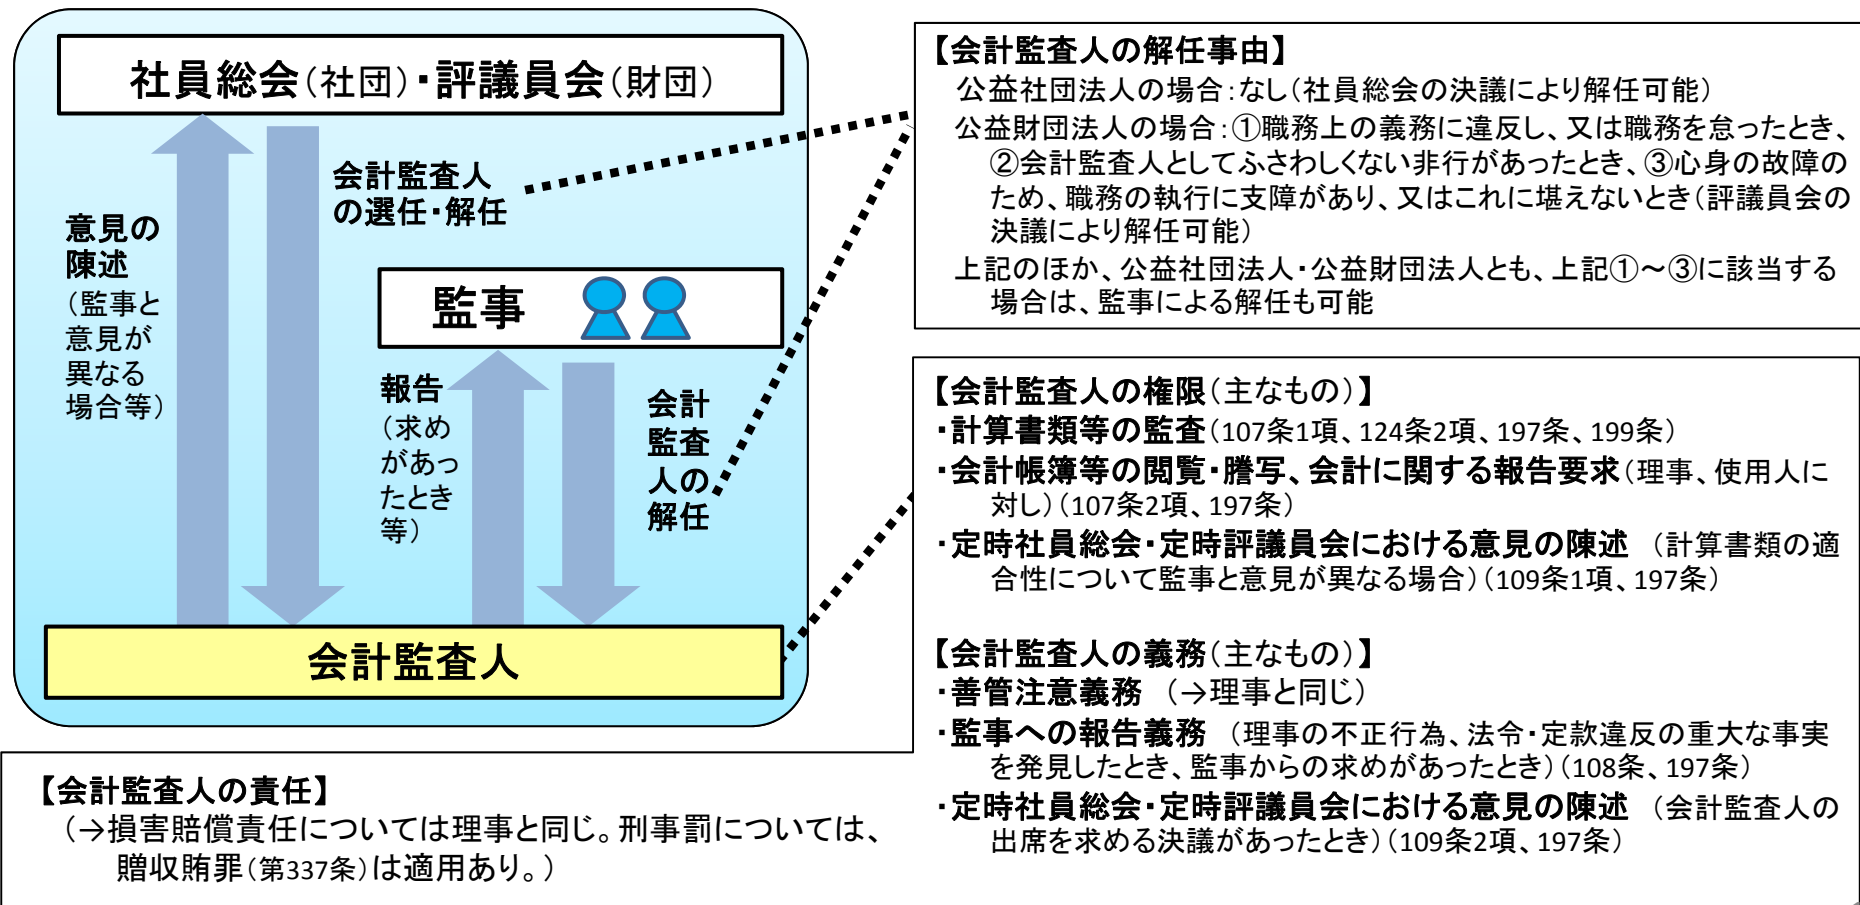 社員総会(社団)・評議員会(財団)
会計監査人
の選任・解任
意見の
陳述
(監事と
意見が
異なる
場合等)
監事
報告
(求め
があっ
たとき
等)
会計
監査
人の
解任
会計監査人
【会計監査人の解任事由】
公益社団法人の場合:なし(社員総会の決議により解任可能)
公益財団法人の場合:①職務上の義務に違反し、又は職務を怠ったとき、
②会計監査人としてふさわしくない非行があったとき、③心身の故障の
ため、職務の執行に支障があり、又はこれに堪えないとき(評議員会の
決議により解任可能)
上記のほか、公益社団法人・公益財団法人とも、上記①~③に該当する
場合は、監事による解任も可能
【会計監査人の権限(主なもの)】
・計算書類等の監査(107条1項、124条2項、197条、199条)
・会計帳簿等の閲覧・謄写、会計に関する報告要求(理事、使用人に
対し)(107条2項、197条)
・定時社員総会・定時評議員会における意見の陳述 (計算書類の適
合性について監事と意見が異なる場合)(109条1項、197条)
【会計監査人の義務(主なもの)】
・善管注意義務 (→理事と同じ)
・監事への報告義務 (理事の不正行為、法令・定款違反の重大な事実
を発見したとき、監事からの求めがあったとき)(108条、197条)
・定時社員総会・定時評議員会における意見の陳述 (会計監査人の
出席を求める決議があったとき)(109条2項、197条)
【会計監査人の責任】
(→損害賠償責任については理事と同じ。刑事罰については、
贈収賄罪(第337条)は適用あり。)